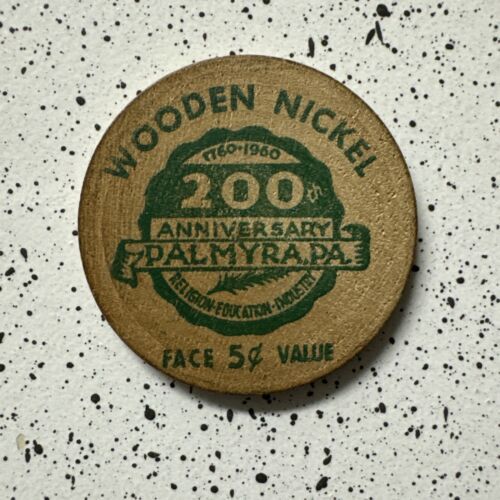 WOODEN NICKEL
1760-1960
200th
ANNIVERSARY
PALMYRA, PA.
RELIGION-EDUCATION-INDUSTRY
FACE 5¢ VALUE